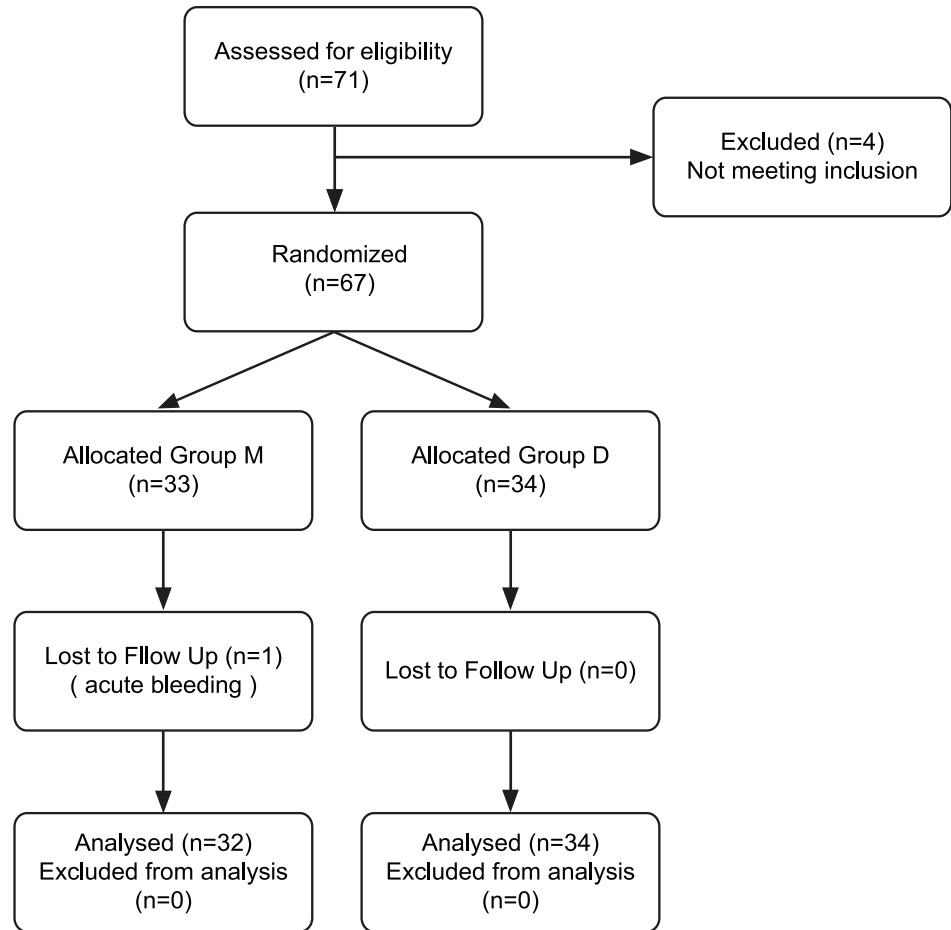 Assessed for eligibility
(n=71)
Excluded (n=4)
Not meeting inclusion
Randomized
(n=67)
Allocated Group M
(n=33)
Allocated Group D
(n=34)
Lost to Fllow Up (n=1)
( acute bleeding )
Lost to Follow Up (n=0)
Analysed (n=32)
Excluded from analysis
(n=0)
Analysed (n=34)
Excluded from analysis
(n=0)